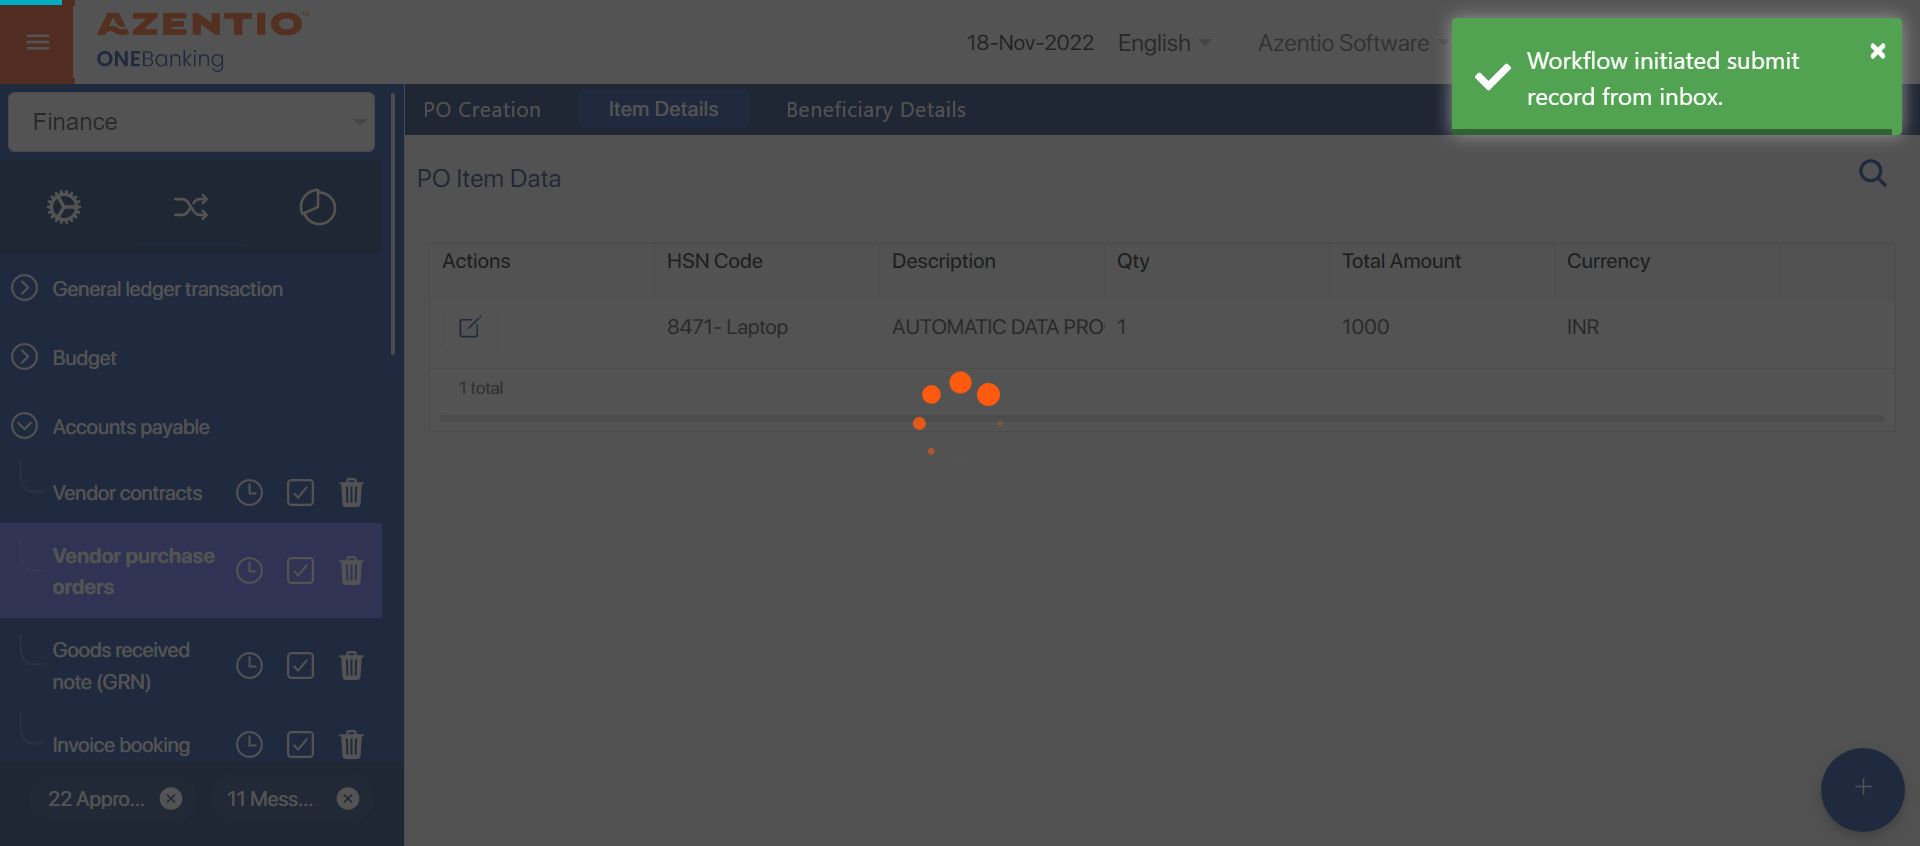 AZENTIO™
ONEBanking
18-Nov-2022
English
Azentio Software
Workflow initiated submit
record from inbox.
Finance
PO Creation
Item Details
Beneficiary Details
PO Item Data
Actions
HSN Code
Description
Qty
Total Amount
Currency
8471- Laptop
AUTOMATIC DATA PRO
1
1000
INR
1 total
General ledger transaction
Budget
Accounts payable
Vendor contracts
Vendor purchase
orders
Goods received
note (GRN)
Invoice booking
22 Appro...
11 Mess...